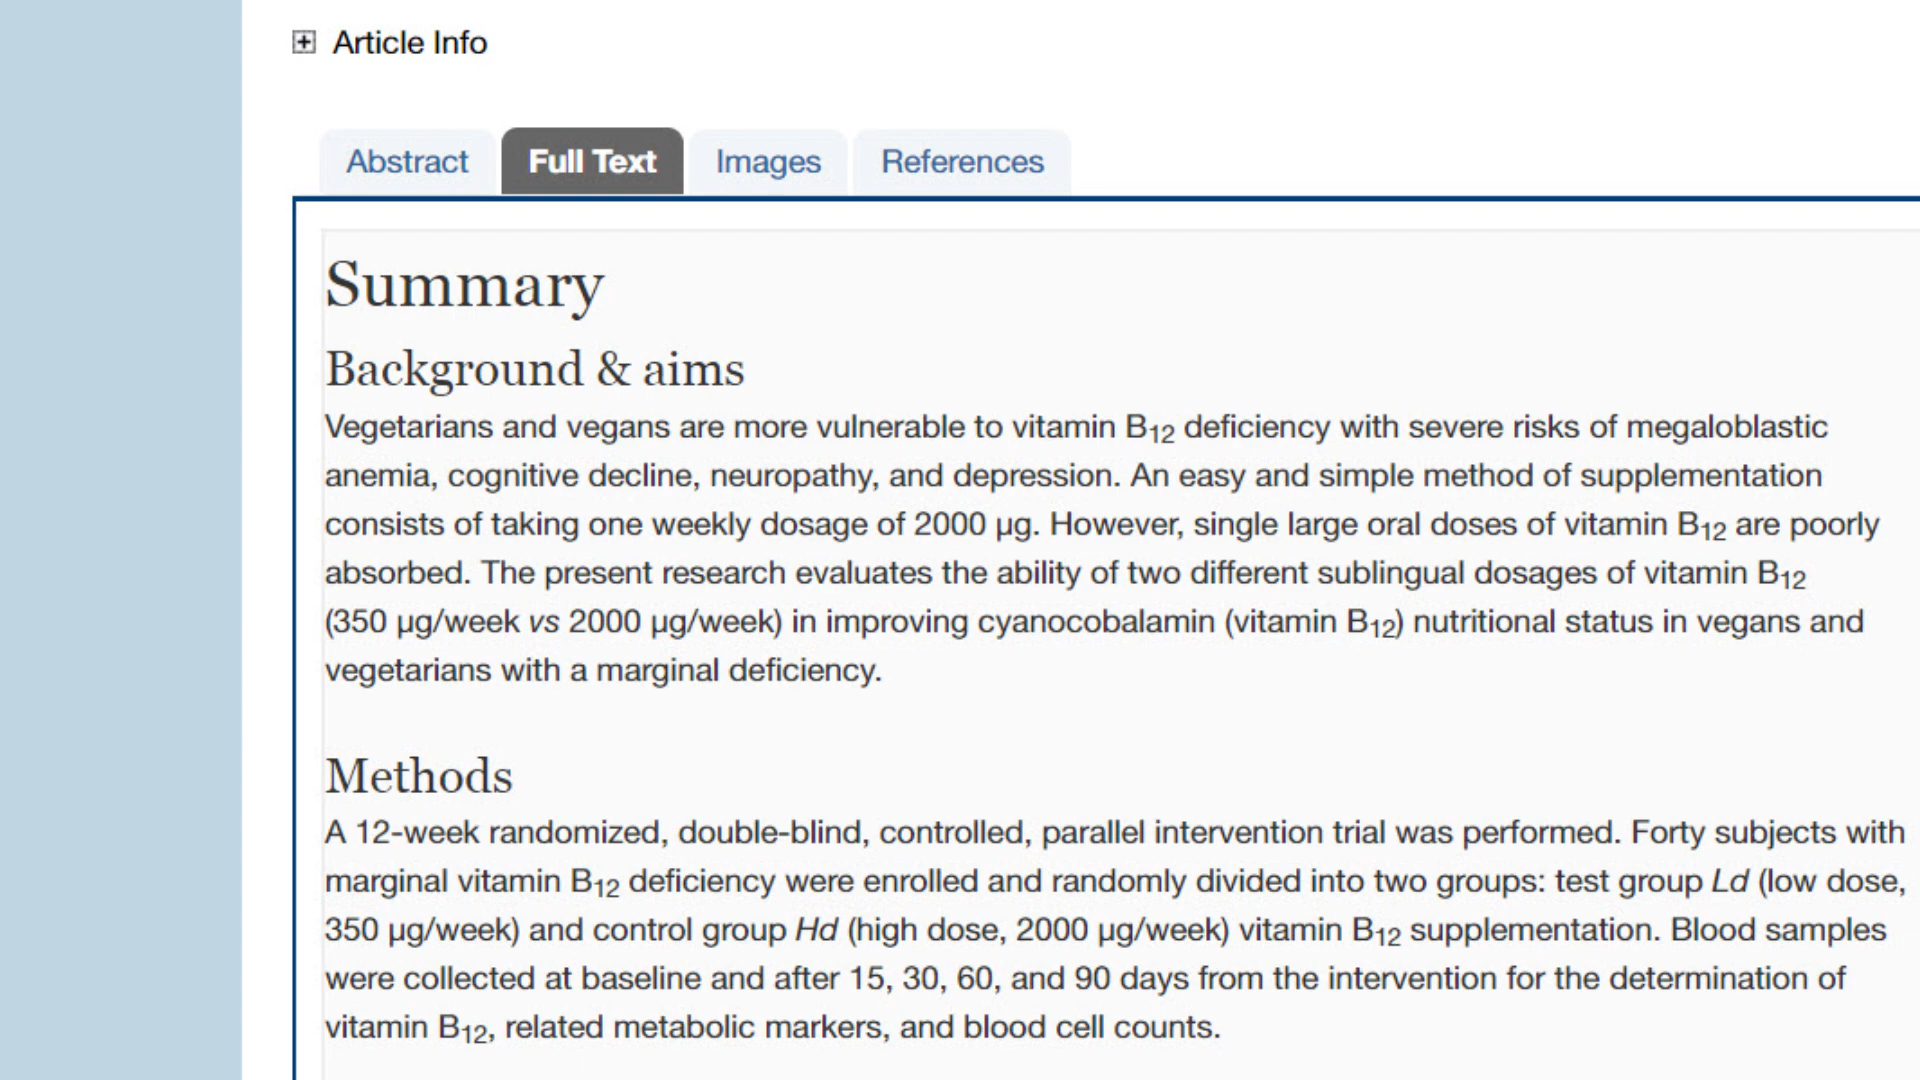 Article Info
Abstract Full Text Images References
Summary
Background & aims
Vegetarians and vegans are more vulnerable to vitamin B12 deficiency with severe risks of megaloblastic
anemia, cognitive decline, neuropathy, and depression. An easy and simple method of supplementation
consists of taking one weekly dosage of 2000 μg. However, single large oral doses of vitamin B12 are poorly
absorbed. The present research evaluates the ability of two different sublingual dosages of vitamin B12
(350 μg/week vs 2000 μg/week) in improving cyanocobalamin (vitamin B12) nutritional status in vegans and
vegetarians with a marginal deficiency.
Methods
A 12-week randomized, double-blind, controlled, parallel intervention trial was performed. Forty subjects with
marginal vitamin B12 deficiency were enrolled and randomly divided into two groups: test group Ld (low dose,
350 μg/week) and control group Hd (high dose, 2000 μg/week) vitamin B12 supplementation. Blood samples
were collected at baseline and after 15, 30, 60, and 90 days from the intervention for the determination of
vitamin B12, related metabolic markers, and blood cell counts.